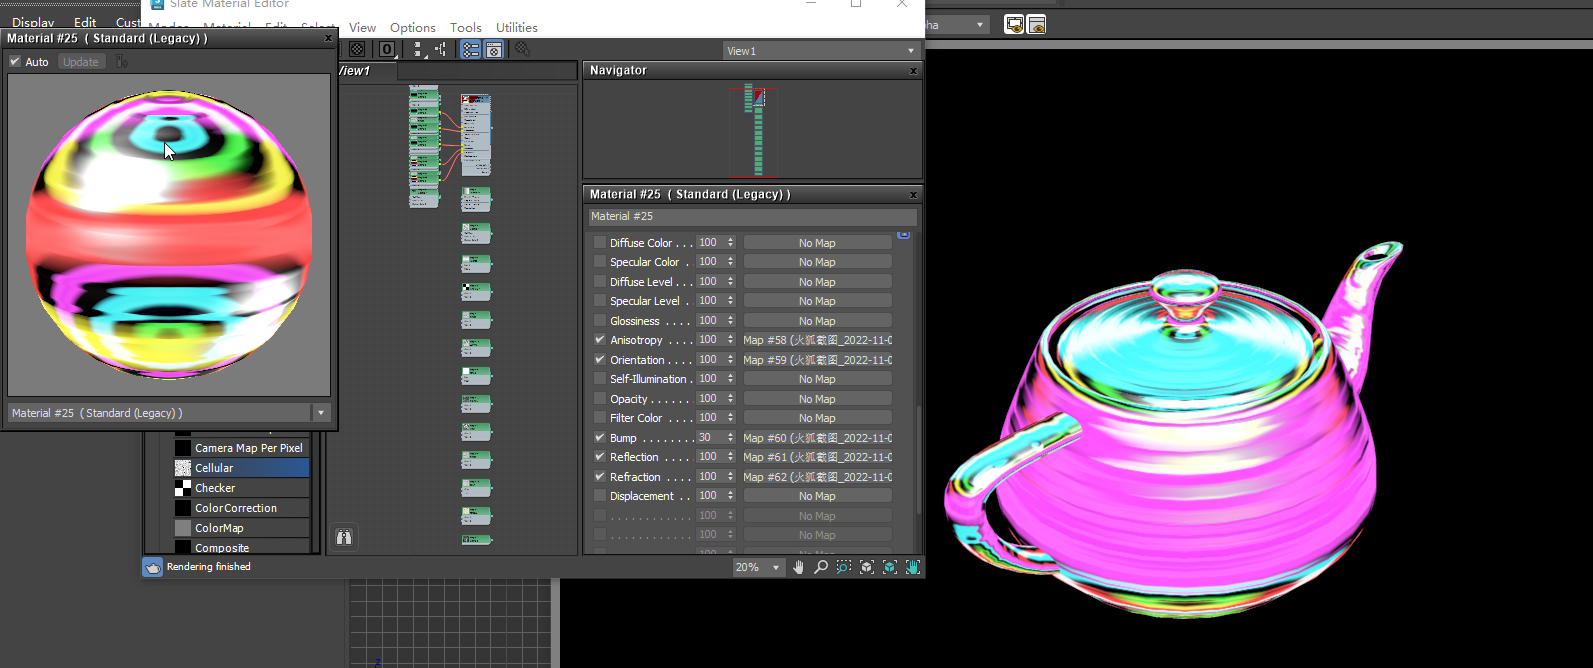 Slate Material Editor
Display Edit
Modes Material Edit Select View Options Tools Utilities
Material #25 ( Standard (Legacy) )
Auto Update
View1
View1
Navigator
Material #25 ( Standard (Legacy) )
Material #25
Diffuse Color . . . 100 No Map
Specular Color . 100 No Map
Diffuse Level . . . 100 No Map
Specular Level . 100 No Map
Glossiness . . . . 100 No Map
Anisotropy . . . . 100 Map #58 (火狐截图_2022-11-0
Orientation . . . . 100 Map #59 (火狐截图_2022-11-0
Self-Illumination . 100 No Map
Opacity . . . . . 100 No Map
Filter Color . . . . 100 No Map
Bump . . . . . . . . 30 Map #60 (火狐截图_2022-11-0
Reflection . . . . 100 Map #61 (火狐截图_2022-11-0
Refraction . . . . 100 Map #62 (火狐截图_2022-11-0
Displacement . . 100 No Map
. . . . . . . . . . . . 100 No Map
. . . . . . . . . . . . 100 No Map
Material #25 ( Standard (Legacy) )
Camera Map Per Pixel
Cellular
Checker
ColorCorrection
ColorMap
Composite
Rendering finished
20%